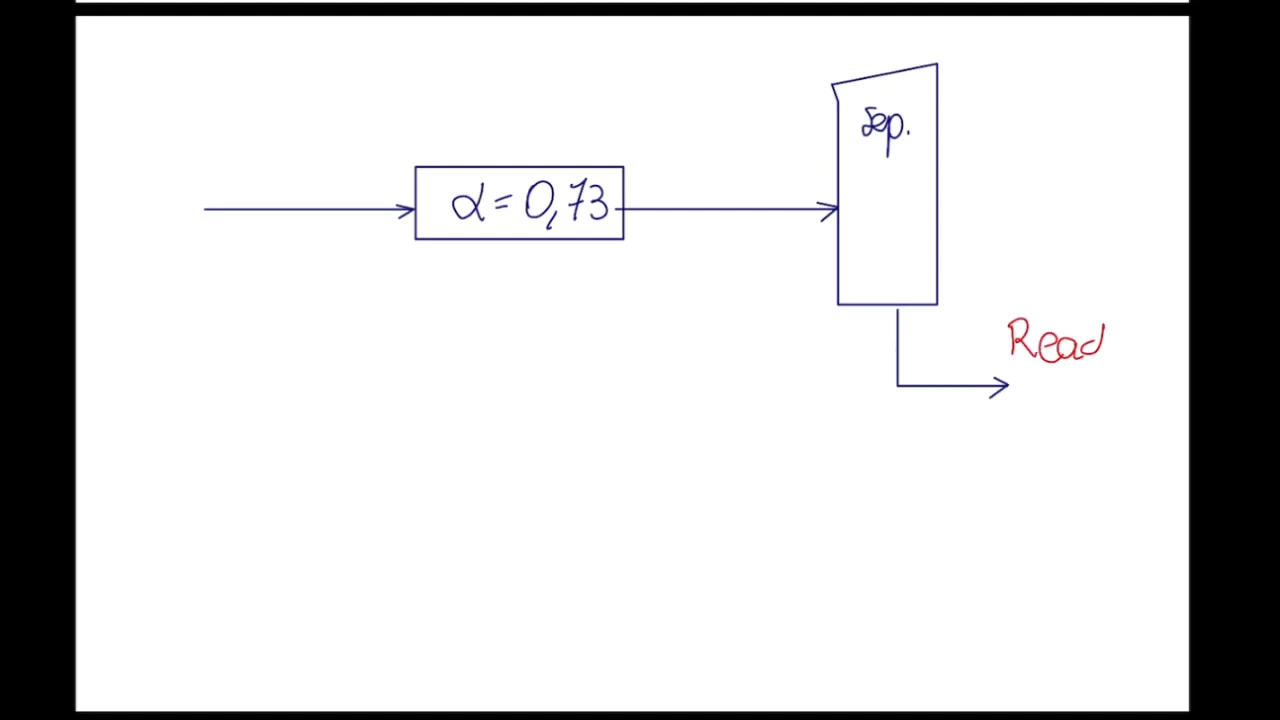 sep.
α = 0,73
Read